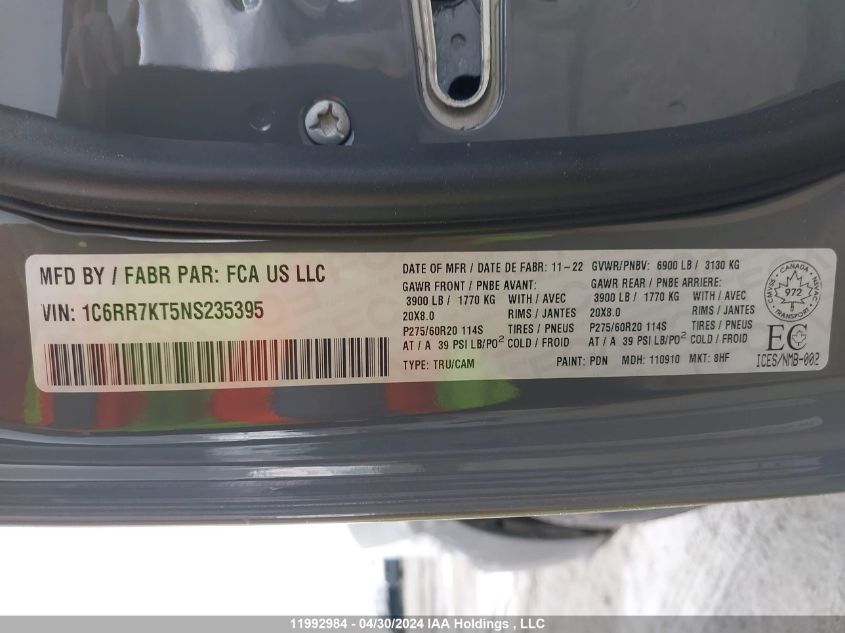 MFD BY / FABR PAR: FCA US LLC
VIN: 1C6RR7KT5NS235395
DATE OF MFR / DATE DE FABR: 11-22 GVWR/PNBV: 6900 LB / 3130 KG
GAWR FRONT / PNBE AVANT:
3900 LB / 1770 KG WITH / AVEC
20X8.0 RIMS / JANTES
P275/60R20 114S TIRES / PNEUS
AT / A 39 PSI LB/PO² COLD / FROID
GAWR REAR / PNBE ARRIERE:
3900 LB / 1770 KG WITH / AVEC
20X8.0 RIMS / JANTES
P275/60R20 114S TIRES / PNEUS
AT / A 39 PSI LB/PO² COLD / FROID
TYPE: TRU/CAM PAINT: PDN MDH: 110910 MKT: 8HF
CANADA
972
TRANSPORT
EC
ICES/NMB-002
11992984 - 04/30/2024 IAA Holdings , LLC